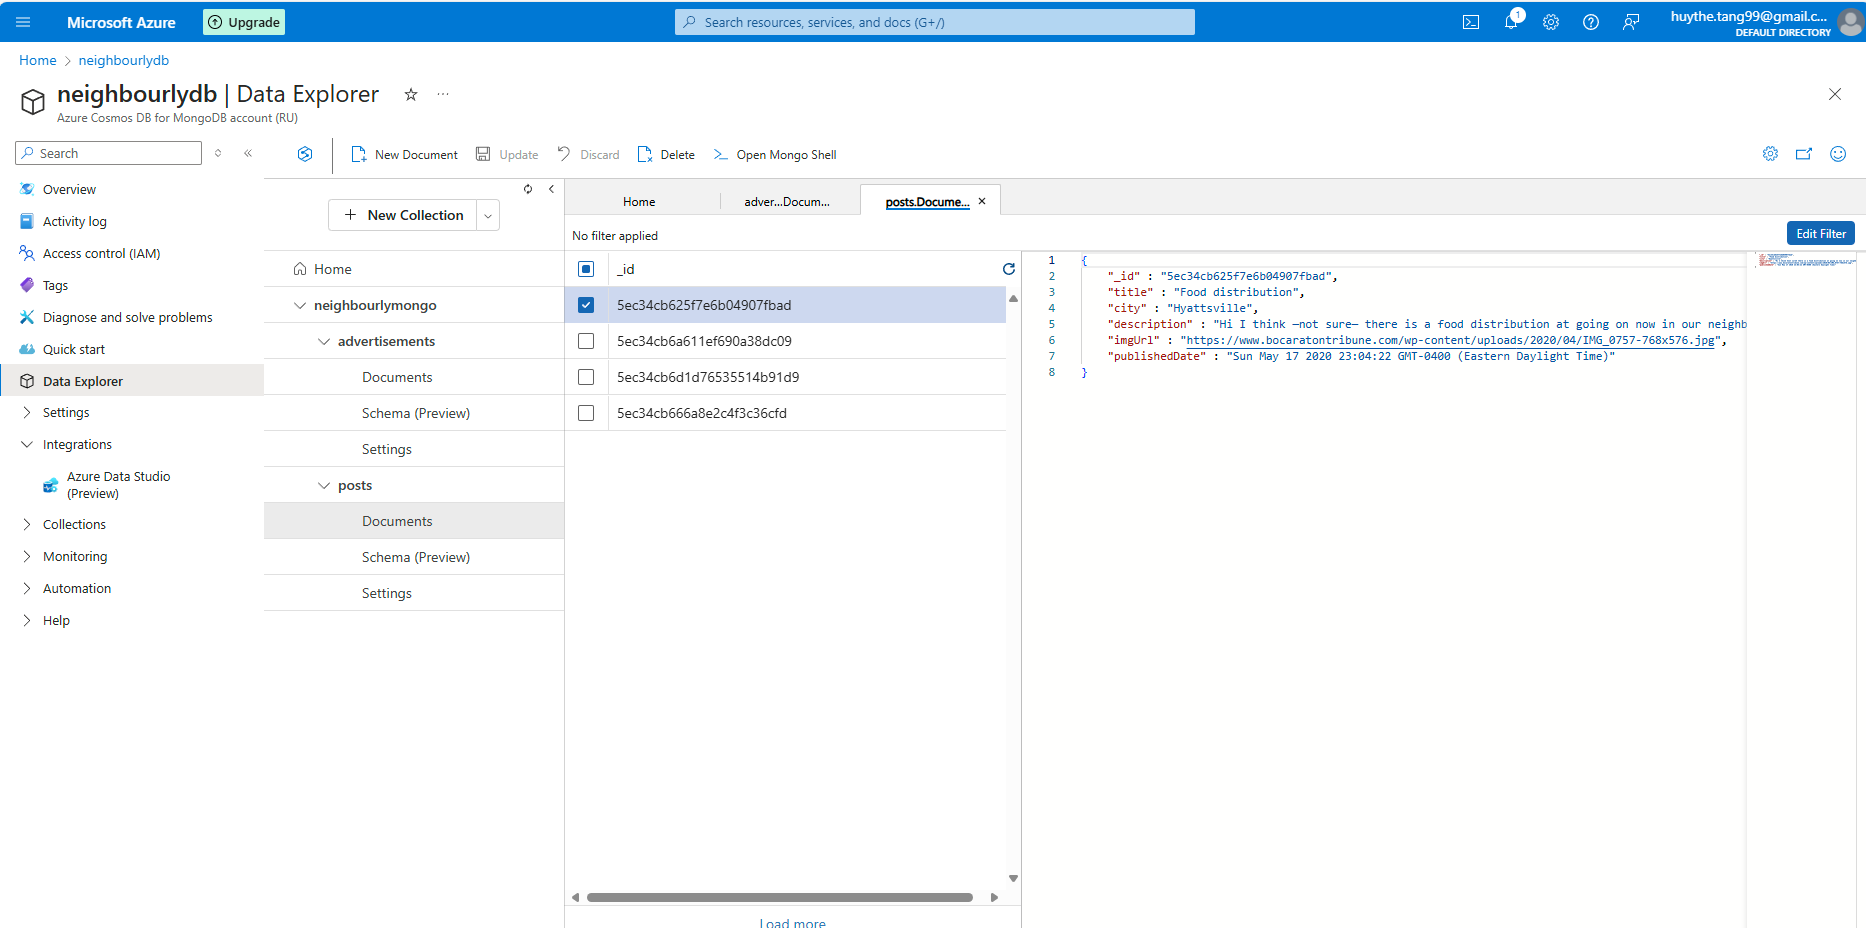 Microsoft Azure
Upgrade
Search resources, services, and docs (G+/)
1
huythe.tang99@gmail.c...
DEFAULT DIRECTORY
Home > neighbourlydb
neighbourlydb | Data Explorer
Azure Cosmos DB for MongoDB account (RU)
Search
New Document
Update
Discard
Delete
Open Mongo Shell
Overview
Activity log
Access control (IAM)
Tags
Diagnose and solve problems
Quick start
Data Explorer
Settings
Integrations
Azure Data Studio
(Preview)
Collections
Monitoring
Automation
Help
New Collection
Home
neighbourlymongo
advertisements
Documents
Schema (Preview)
Settings
posts
Documents
Schema (Preview)
Settings
Home
adver...Docum...
posts.Docume...
No filter applied
Edit Filter
_id
5ec34cb625f7e6b04907fbad
5ec34cb6a611ef690a38dc09
5ec34cb6d1d76535514b91d9
5ec34cb666a8e2c4f3c36cfd
Load more
1 {
2 "_id" : "5ec34cb625f7e6b04907fbad",
3 "title" : "Food distribution",
4 "city" : "Hyattsville",
5 "description" : "Hi I think —not sure— there is a food distribution at going on now in our neighb
6 "imgUrl" : "https://www.bocaratontribune.com/wp-content/uploads/2020/04/IMG_0757-768x576.jpg",
7 "publishedDate" : "Sun May 17 2020 23:04:22 GMT-0400 (Eastern Daylight Time)"
8 }